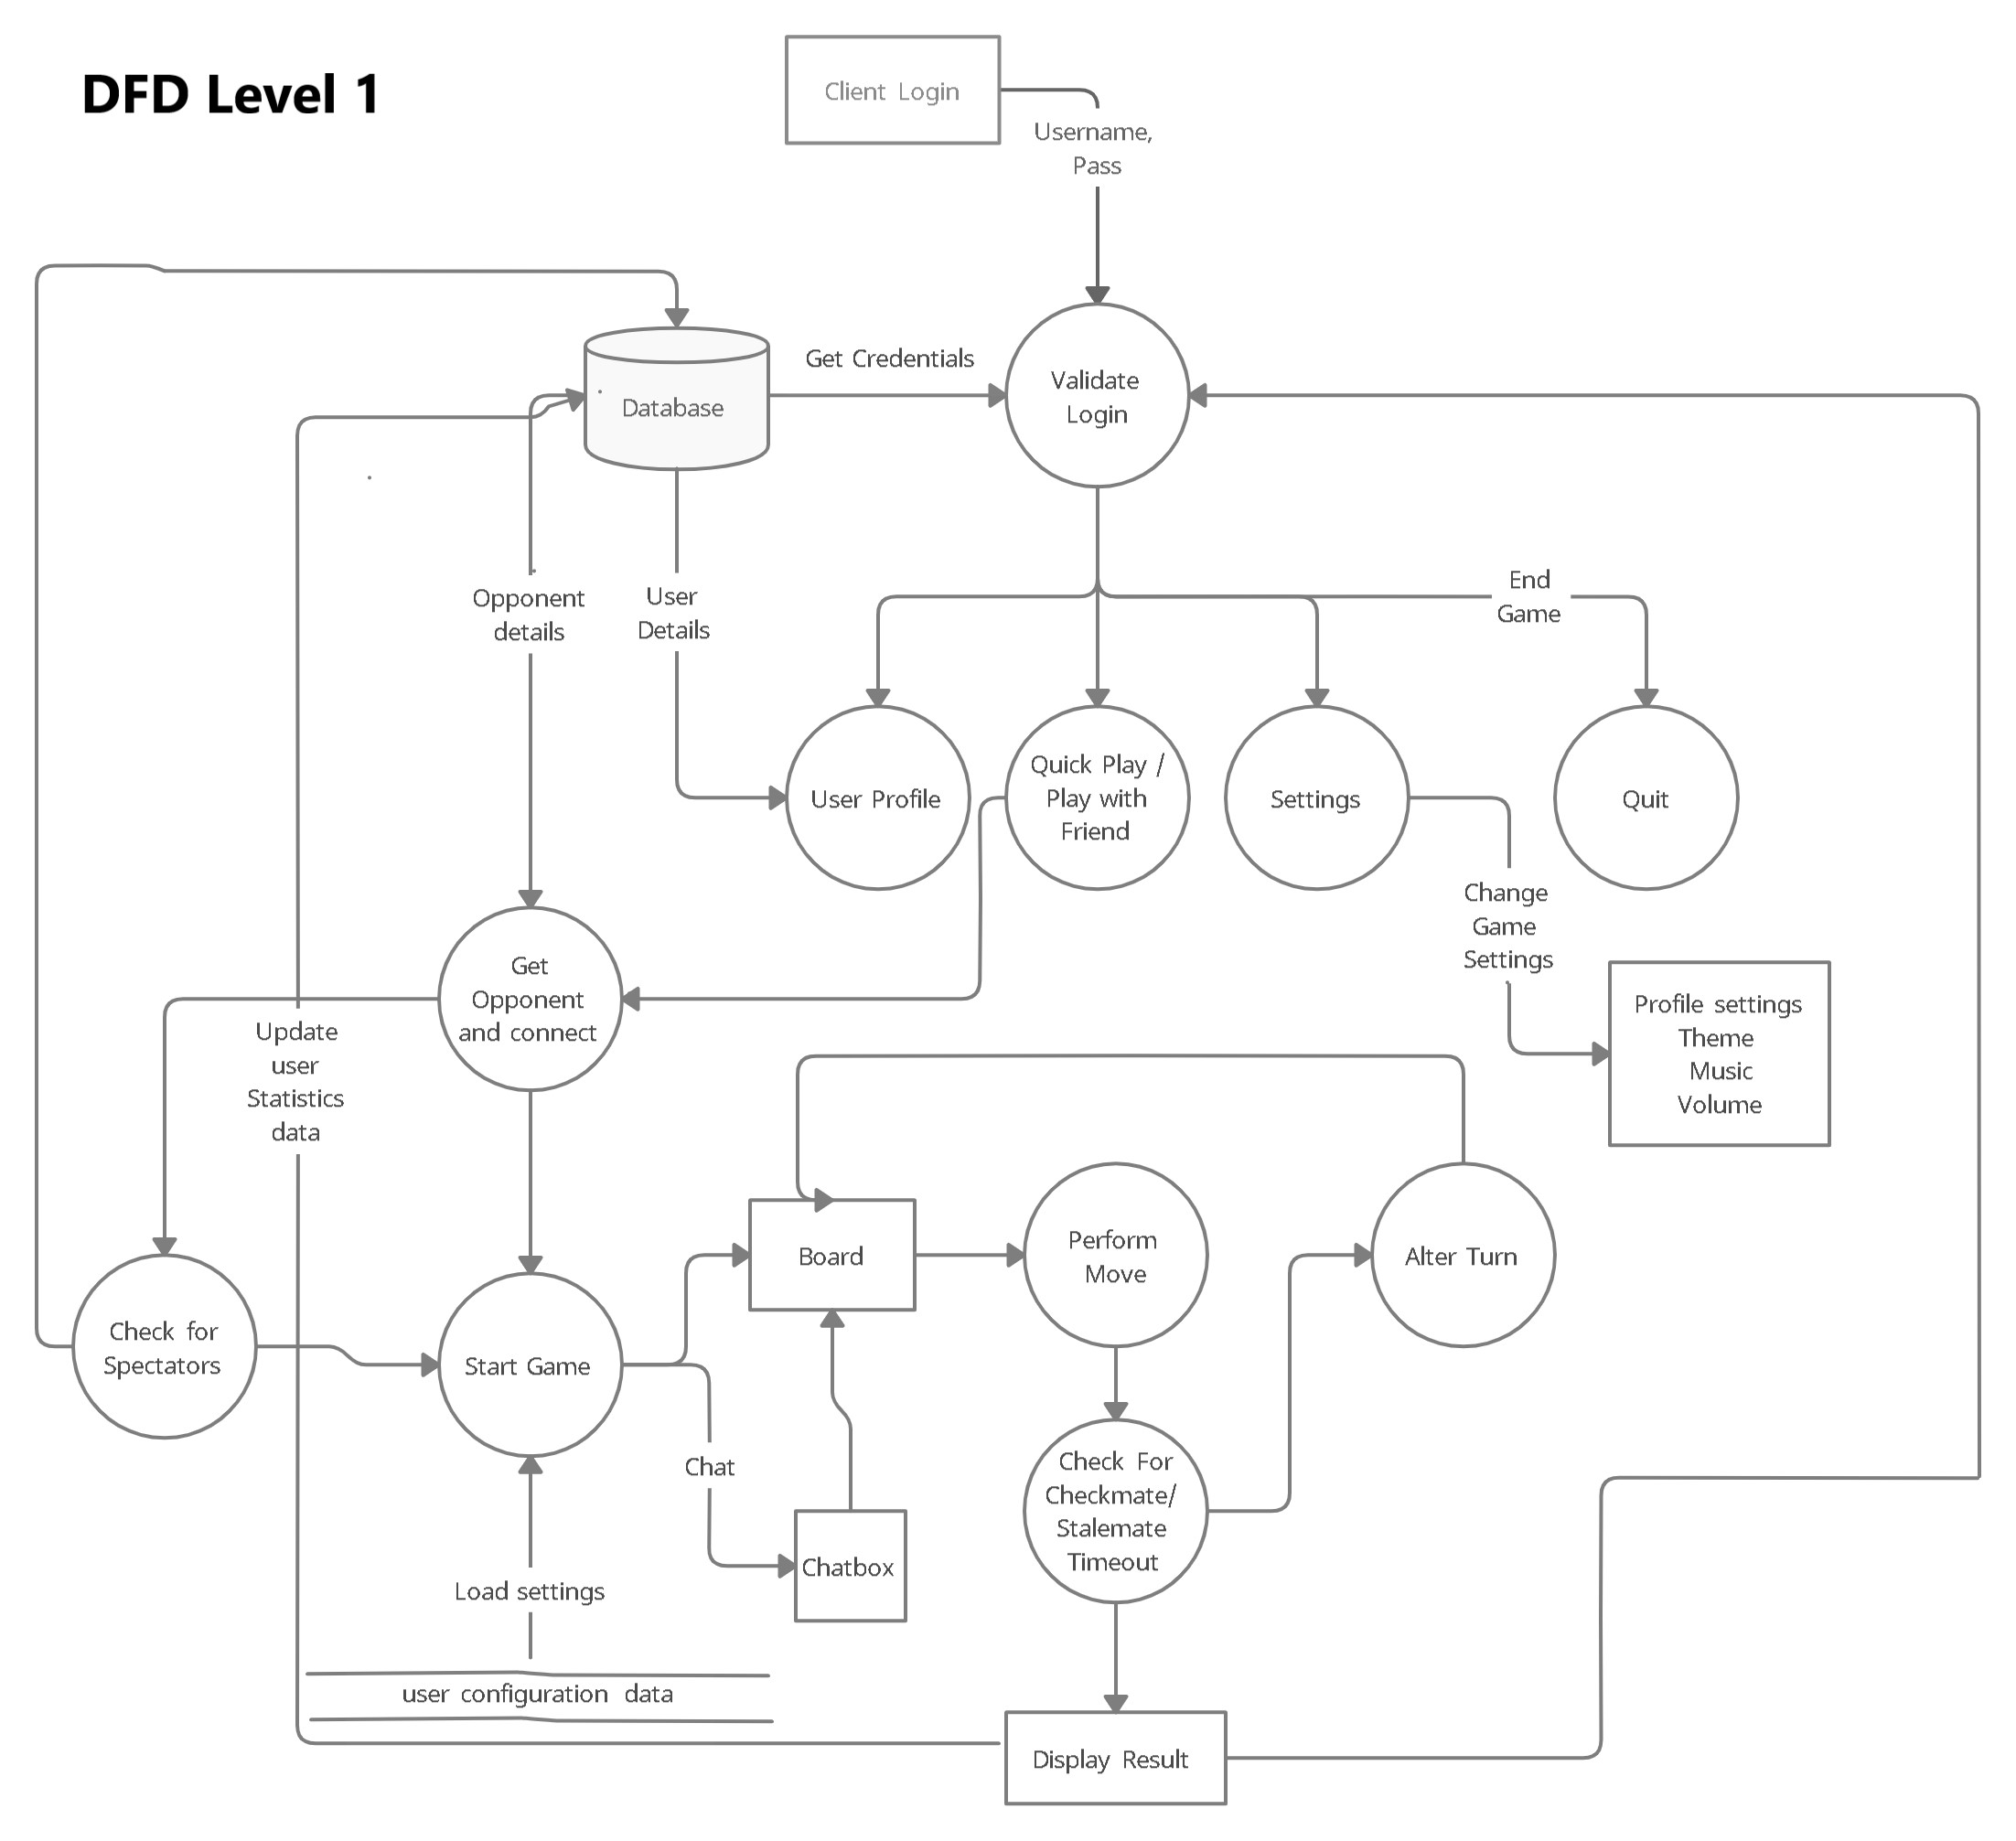 DFD Level 1
Client Login
Username,
Pass
Get Credentials
Database
Validate
Login
Opponent
details
User
Details
End
Game
User Profile
Quick Play /
Play with
Friend
Settings
Quit
Change
Game
Settings
Get
Opponent
and connect
Profile settings
Theme
Music
Volume
Update
user
Statistics
data
Board
Perform
Move
Alter Turn
Check for
Spectators
Start Game
Chat
Check For
Checkmate/
Stalemate
Timeout
Chatbox
Load settings
user configuration data
Display Result